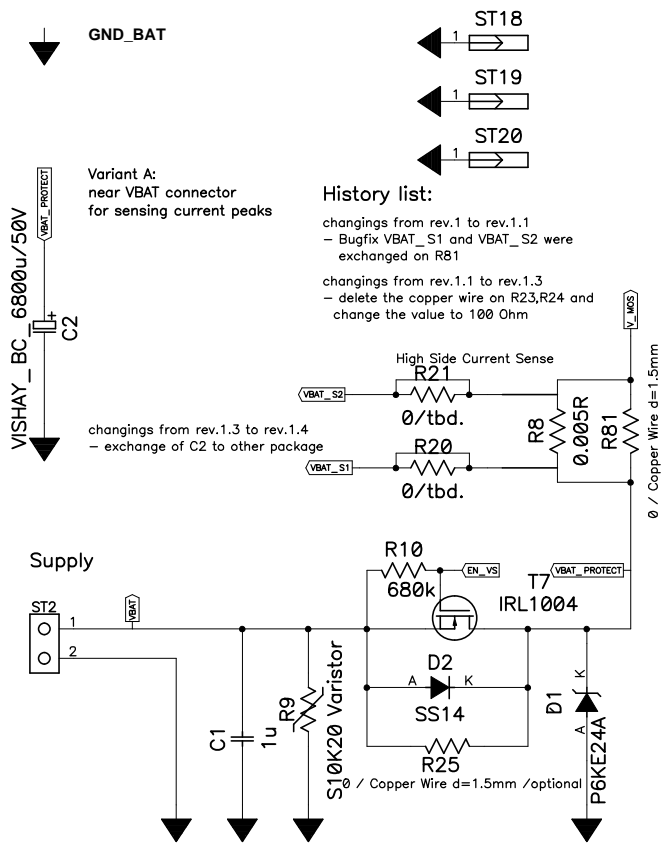 GND_BAT
ST18
1
ST19
1
ST20
1
Variant A:
near VBAT connector
for sensing current peaks
VBAT_PROTECT
VISHAY_BC_6800u/50V
+
C2
History list:
changings from rev.1 to rev.1.1
- Bugfix VBAT_S1 and VBAT_S2 were
exchanged on R81
changings from rev.1.1 to rev.1.3
- delete the copper wire on R23,R24 and
change the value to 100 Ohm
V_MOS
High Side Current Sense
R21
VBAT_S2
0/tbd.
R8
0.005R
R81
0 / Copper Wire d=1.5mm
changings from rev.1.3 to rev.1.4
- exchange of C2 to other package
R20
VBAT_S1
0/tbd.
Supply
R10
680k
EN_VS
T7
IRL1004
VBAT_PROTECT
ST2
1
2
VBAT
C1
1u
R9
S10K20 Varistor
D2
A
K
SS14
R25
0 / Copper Wire d=1.5mm /optional
D1
K
A
P6KE24A